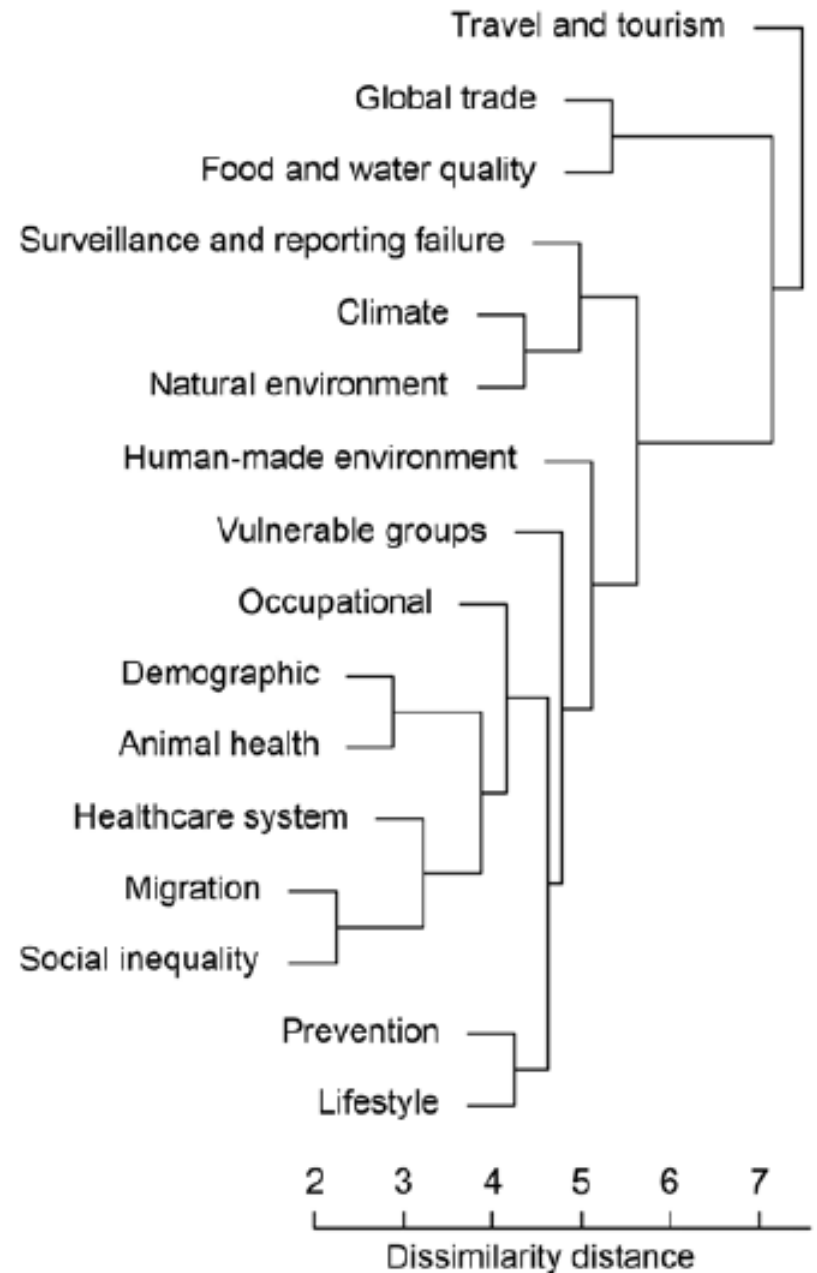 Travel and tourism
Global trade
Food and water quality
Surveillance and reporting failure
Climate
Natural environment
Human-made environment
Vulnerable groups
Occupational
Demographic
Animal health
Healthcare system
Migration
Social inequality
Prevention
Lifestyle
2 3 4 5 6 7
Dissimilarity distance